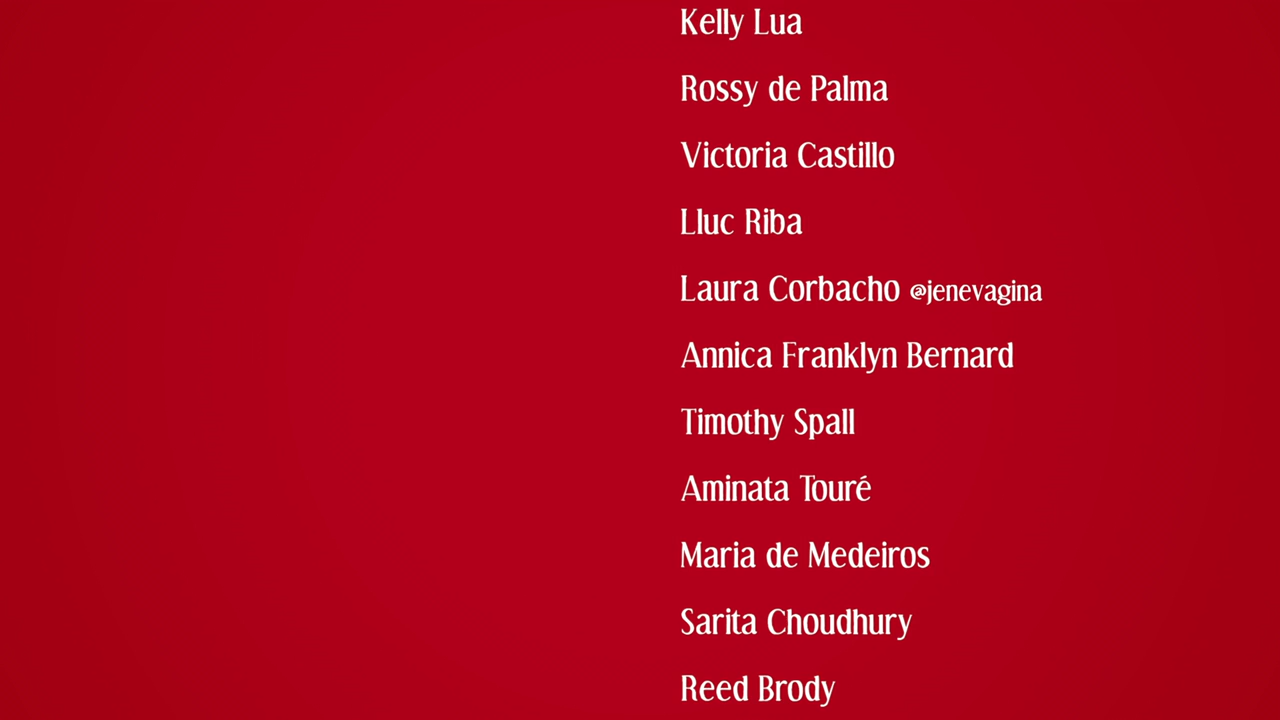 Kelly Lua
Rossy de Palma
Victoria Castillo
Lluc Riba
Laura Corbacho @jenevagina
Annica Franklyn Bernard
Timothy Spall
Aminata Touré
Maria de Medeiros
Sarita Choudhury
Reed Brody